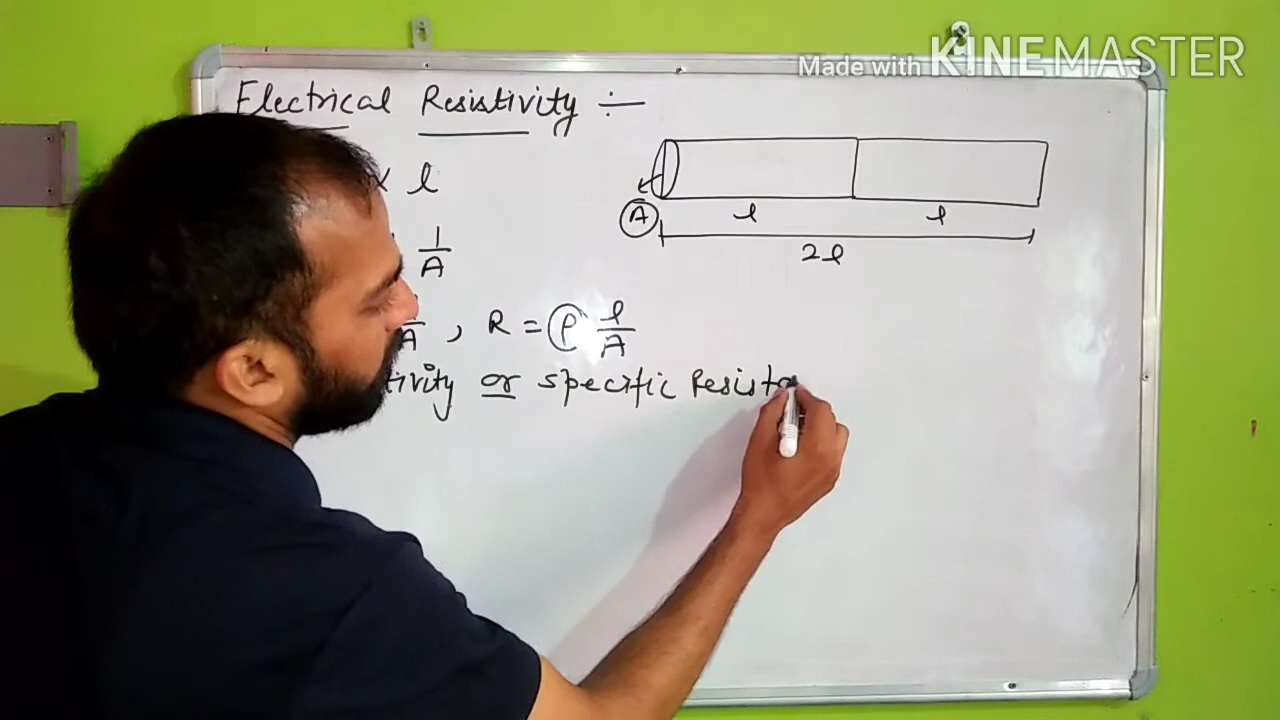 Made with KINEMASTER
Electrical Resistivity :-
∝ l
1/A
A
l l
2l
A , R = ρ l/A
tivity or specific Resista